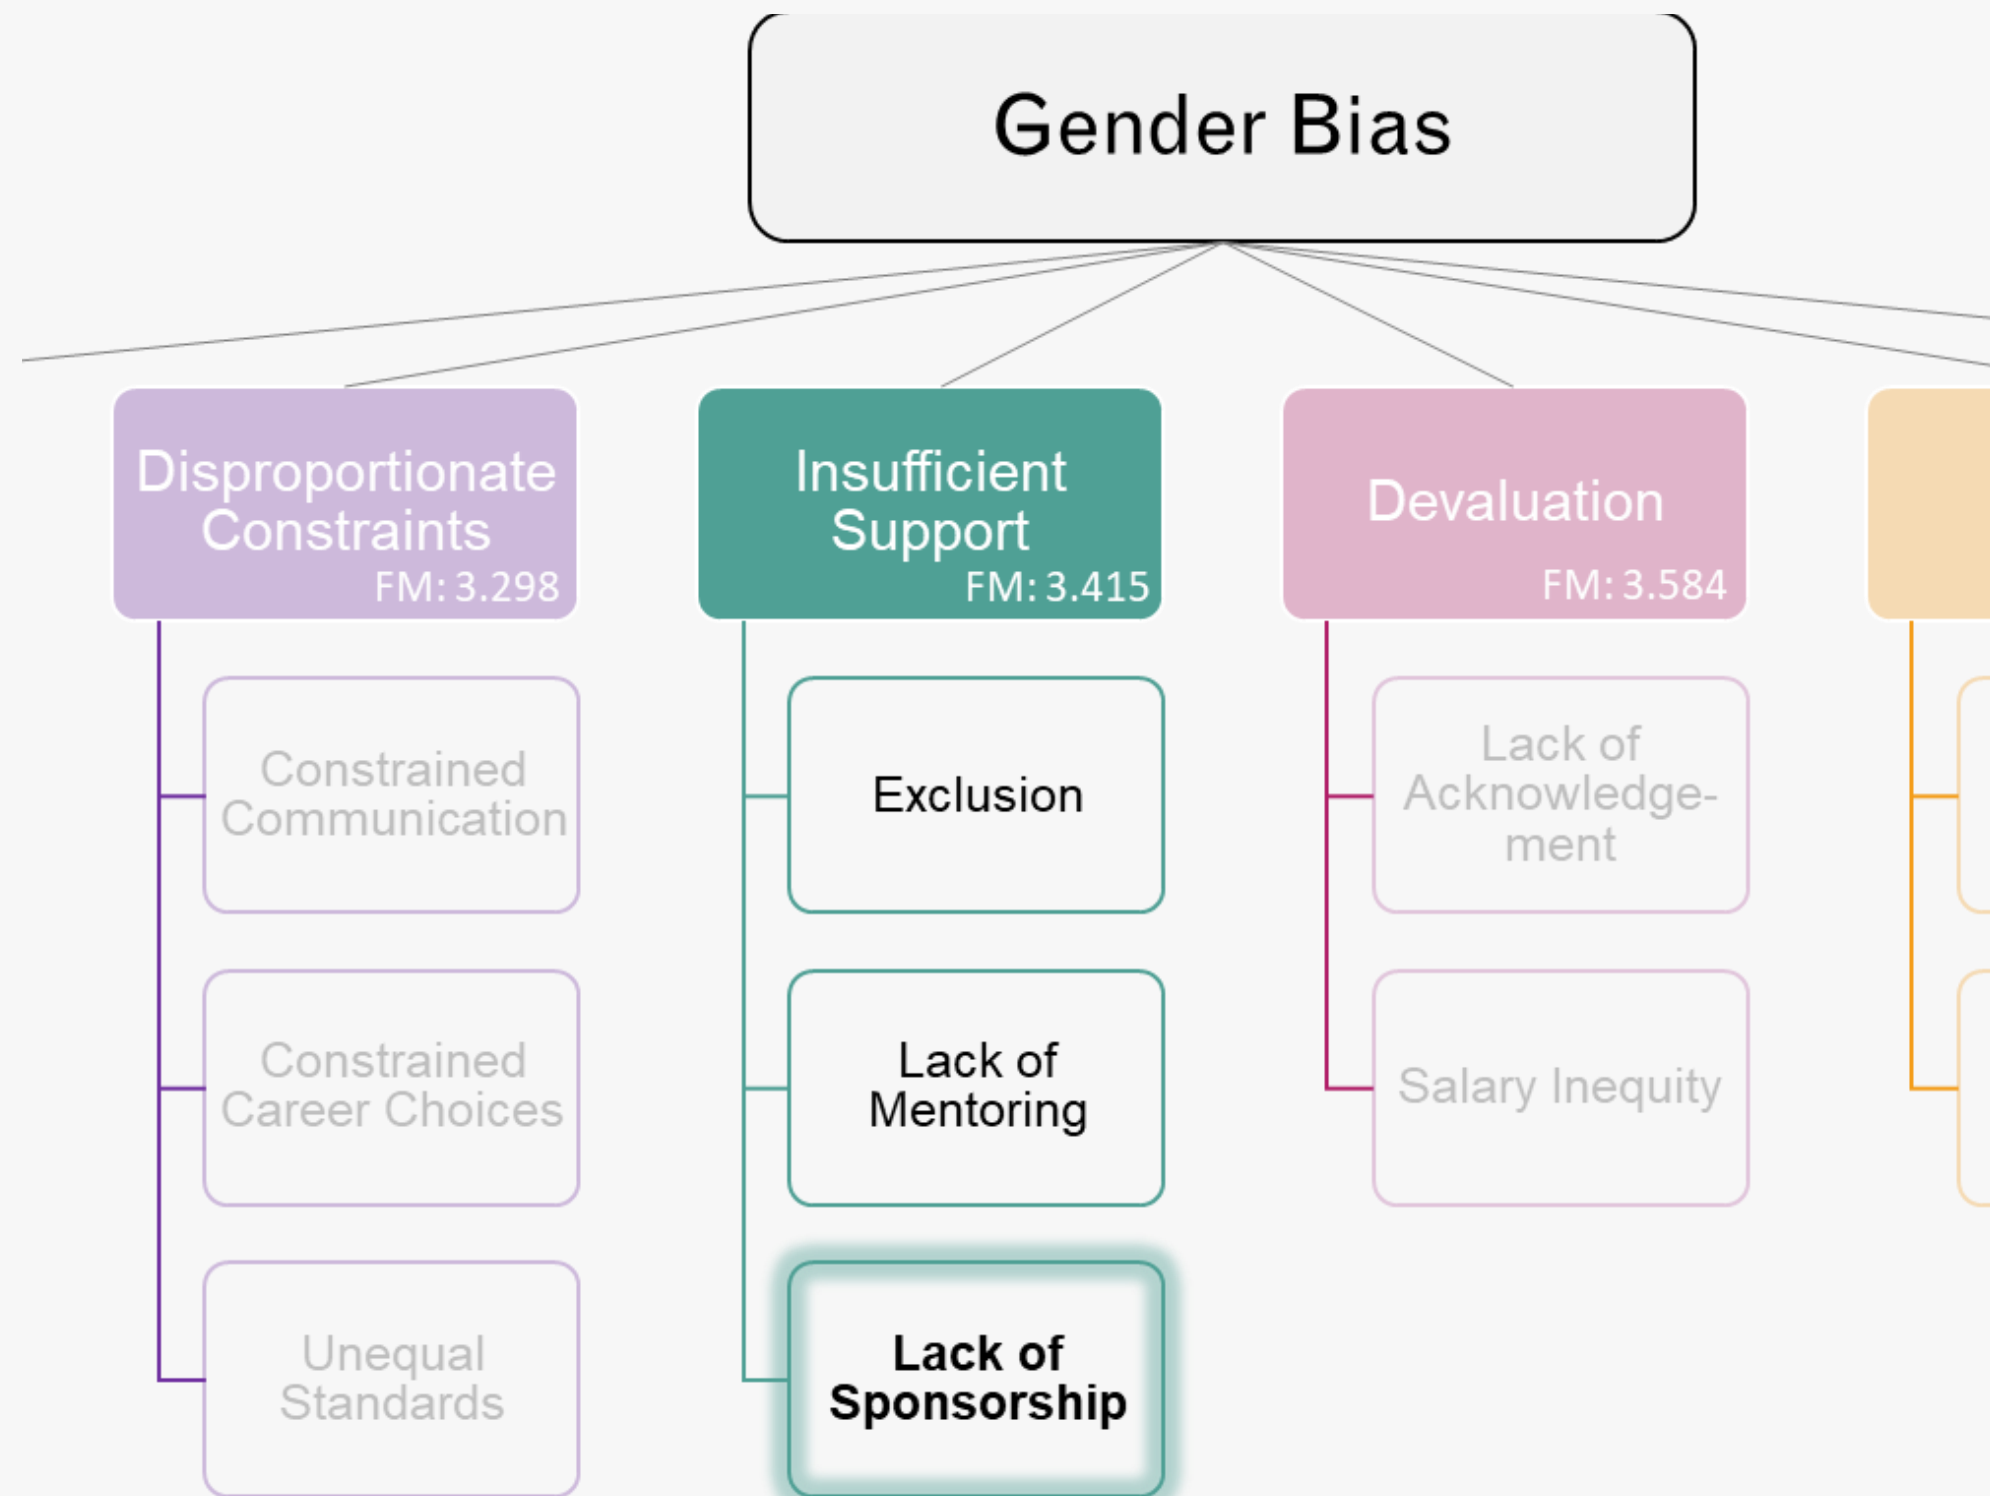 Gender Bias
Disproportionate
Constraints
FM: 3.298
Constrained
Communication
Constrained
Career Choices
Unequal
Standards
Insufficient
Support
FM: 3.415
Exclusion
Lack of
Mentoring
Lack of
Sponsorship
Devaluation
FM: 3.584
Lack of
Acknowledge-
ment
Salary Inequity